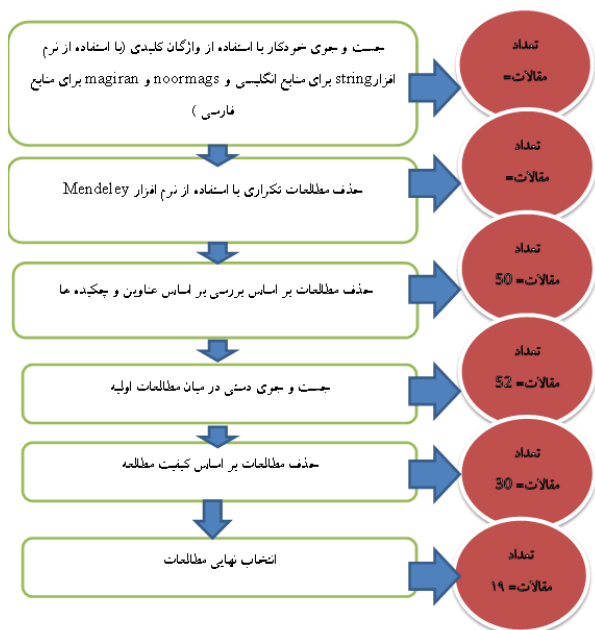 جست و جوی خودکار با استفاده از واژگان کلیدی (با استفاده از نرم
افزارstring برای منابع انگلیسی و noormags و magiran برای منابع
فارسی )
تعداد
مقالات=
حذف مطالعات تکراری با استفاده از نرم افزار Mendeley
تعداد
مقالات=
حذف مطالعات بر اساس بررسی بر اساس عناوین و چکیده ها
تعداد
مقالات= 50
جست و جوی دستی در میان مطالعات اولیه
تعداد
مقالات= 52
حذف مطالعات بر اساس کیفیت مطالعه
تعداد
مقالات= 30
انتخاب نهایی مطالعات
تعداد
مقالات= ۱۹